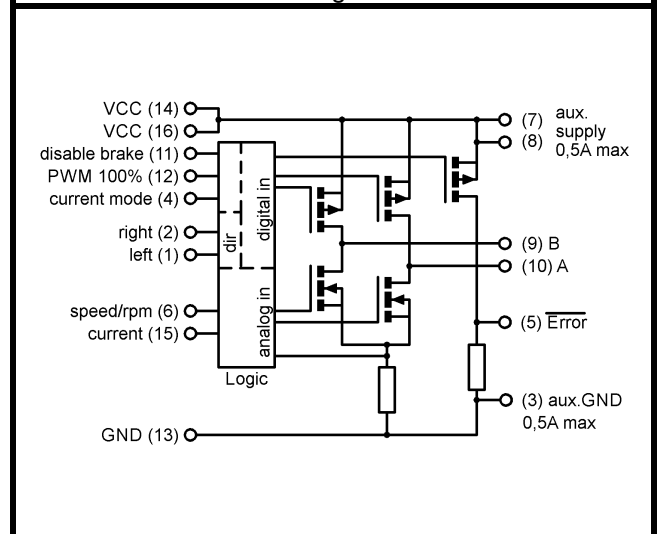 VCC (14)
VCC (16)
disable brake (11)
PWM 100% (12)
current mode (4)
right (2)
left (1)
speed/rpm (6)
current (15)
GND (13)
dir
digital in
analog in
Logic
(7) aux.
supply
(8) 0,5A max
(9) B
(10) A
(5) Error
(3) aux.GND
0,5A max